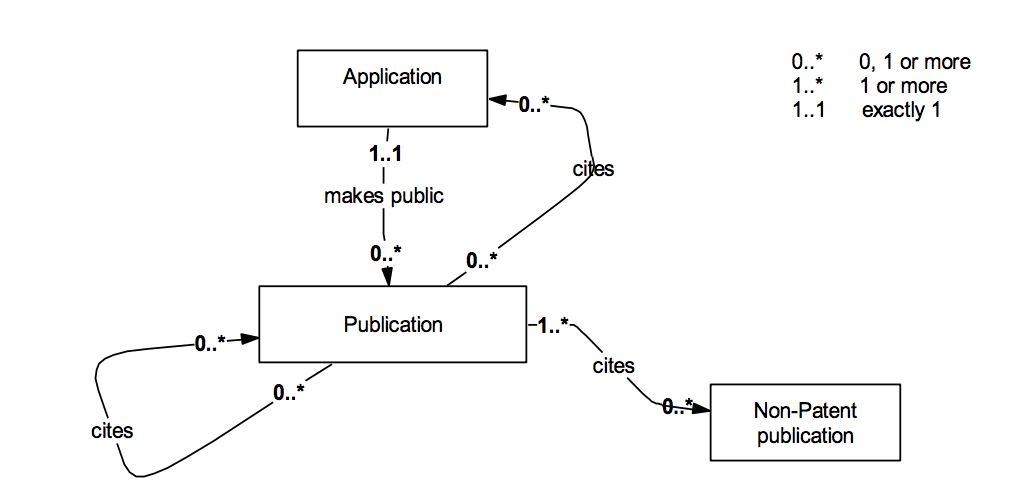 Application
0..* 0, 1 or more
1..* 1 or more
1..1 exactly 1
0..*
1..1
cites
makes public
0..*
0..*
Publication
1..*
0..*
cites
0..*
0..*
Non-Patent
publication
cites